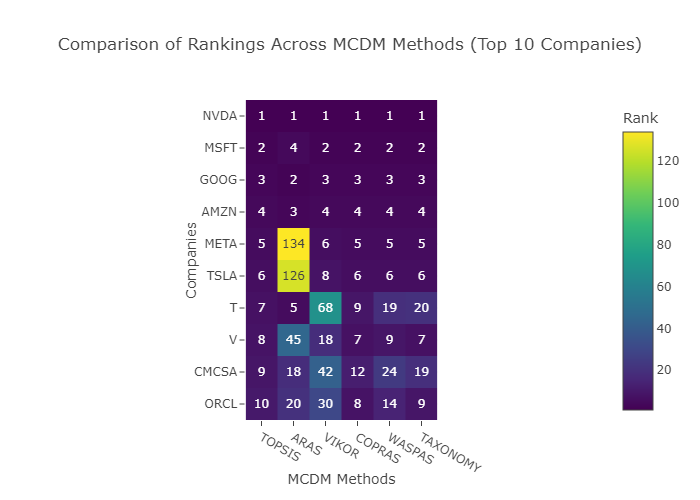 Comparison of Rankings Across MCDM Methods (Top 10 Companies)
Rank
NVDA 1 1 1 1 1 1
MSFT 2 4 2 2 2 2
GOOG 3 2 3 3 3 3
AMZN 4 3 4 4 4 4
META 5 134 6 5 5 5
TSLA 6 126 8 6 6 6
T 7 5 68 9 19 20
V 8 45 18 7 9 7
CMCSA 9 18 42 12 24 19
ORCL 10 20 30 8 14 9
Companies
TOPSIS ARAS VIKOR COPRAS WASPAS TAXONOMY
MCDM Methods
120
100
80
60
40
20